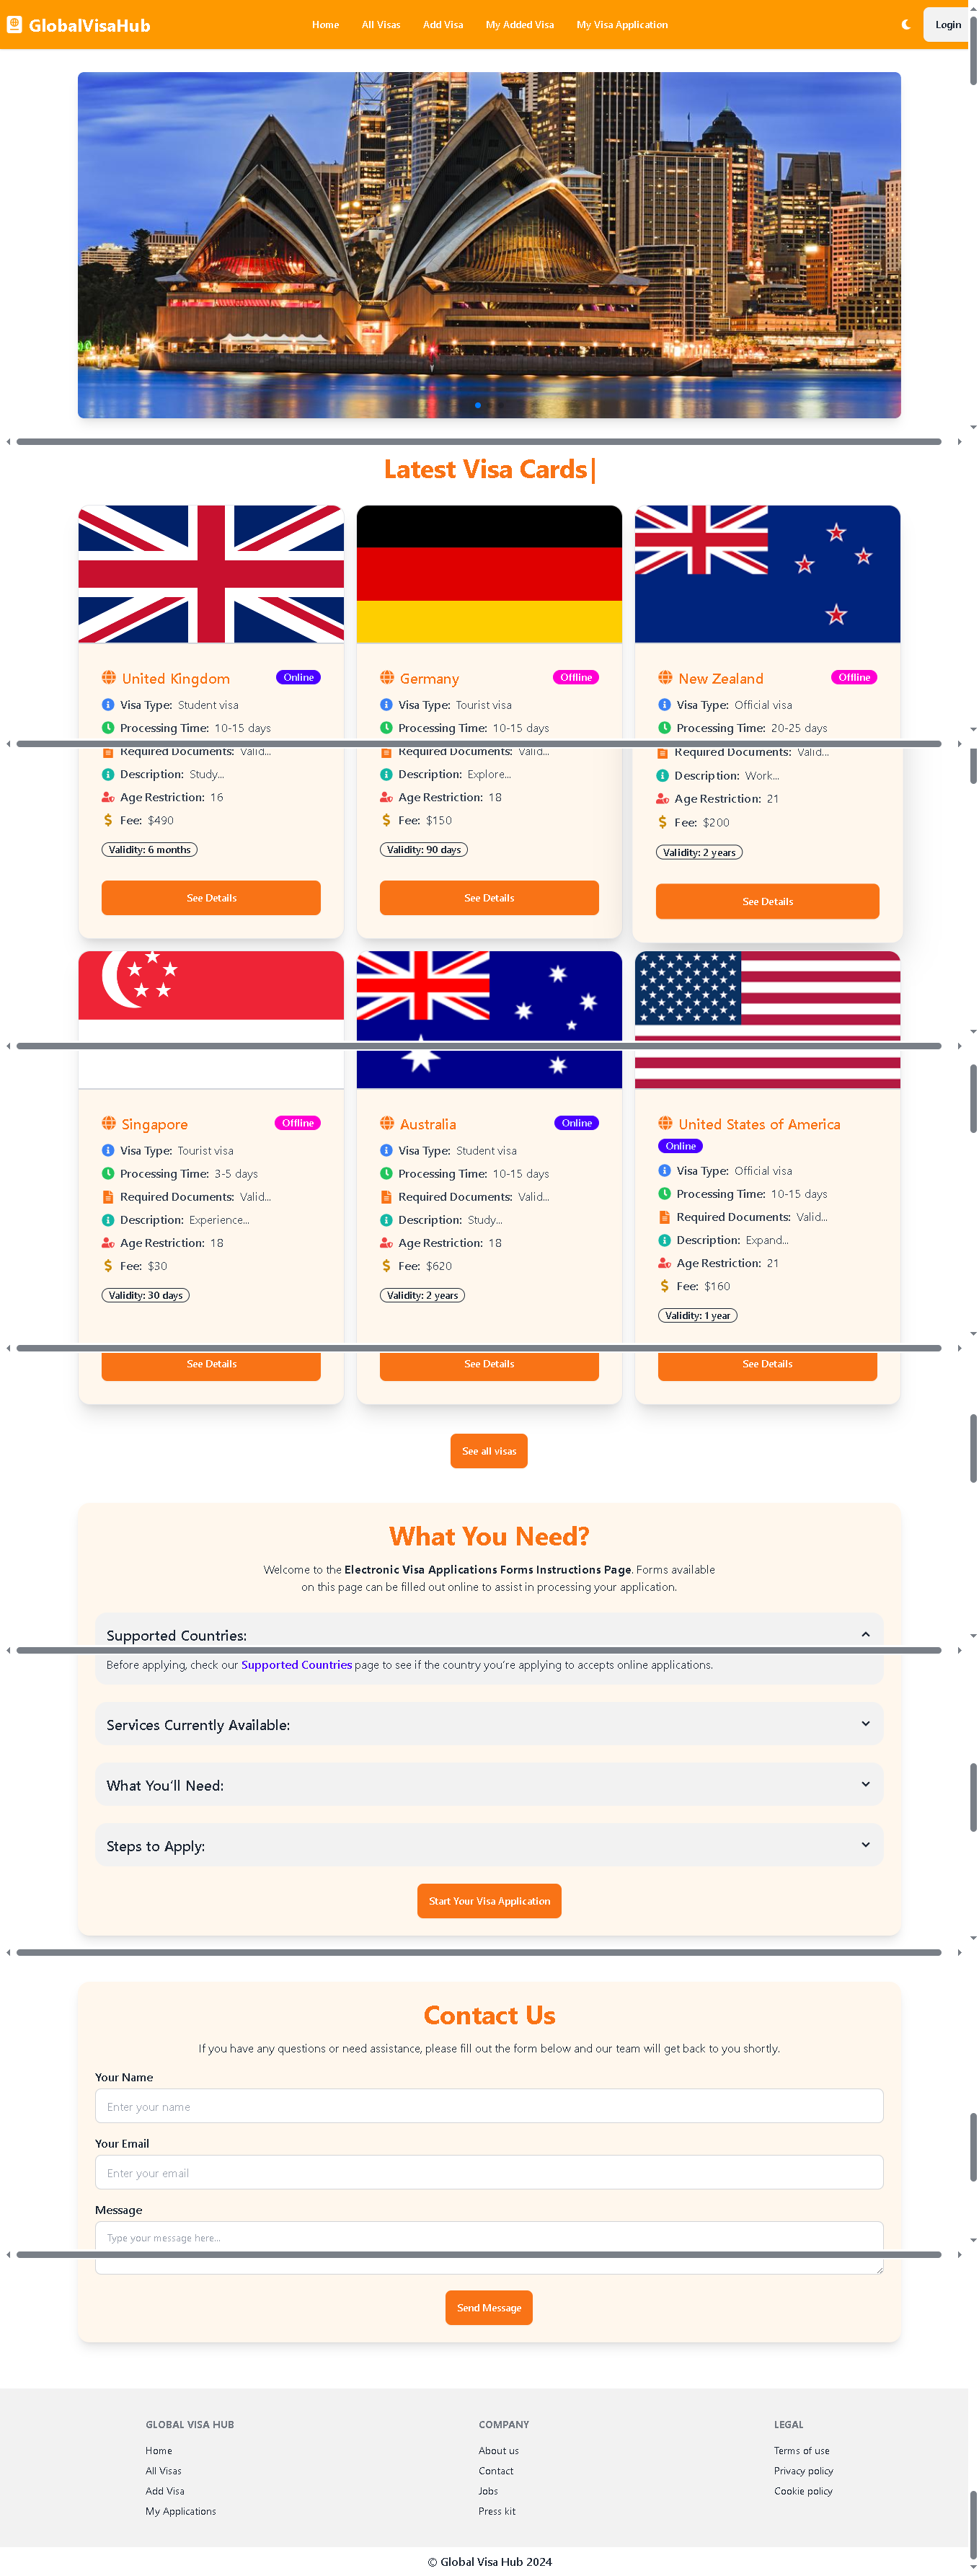 GlobalVisaHub
Home
All Visas
Add Visa
My Added Visa
My Visa Application
Login
Latest Visa Cards|
United Kingdom
Online
Visa Type: Student visa
Processing Time: 10-15 days
Required Documents: Valid...
Description: Study...
Age Restriction: 16
Fee: $490
Validity: 6 months
See Details
Germany
Offline
Visa Type: Tourist visa
Processing Time: 10-15 days
Required Documents: Valid...
Description: Explore...
Age Restriction: 18
Fee: $150
Validity: 90 days
See Details
New Zealand
Offline
Visa Type: Official visa
Processing Time: 20-25 days
Required Documents: Valid...
Description: Work...
Age Restriction: 21
Fee: $200
Validity: 2 years
See Details
Singapore
Offline
Visa Type: Tourist visa
Processing Time: 3-5 days
Required Documents: Valid...
Description: Experience...
Age Restriction: 18
Fee: $30
Validity: 30 days
See Details
Australia
Online
Visa Type: Student visa
Processing Time: 10-15 days
Required Documents: Valid...
Description: Study...
Age Restriction: 18
Fee: $620
Validity: 2 years
See Details
United States of America
Online
Visa Type: Official visa
Processing Time: 10-15 days
Required Documents: Valid...
Description: Expand...
Age Restriction: 21
Fee: $160
Validity: 1 year
See Details
See all visas
What You Need?
Welcome to the Electronic Visa Applications Forms Instructions Page. Forms available
on this page can be filled out online to assist in processing your application.
Supported Countries:
Before applying, check our Supported Countries page to see if the country you're applying to accepts online applications.
Services Currently Available:
What You'll Need:
Steps to Apply:
Start Your Visa Application
Contact Us
If you have any questions or need assistance, please fill out the form below and our team will get back to you shortly.
Your Name
Enter your name
Your Email
Enter your email
Message
Type your message here...
Send Message
GLOBAL VISA HUB
Home
All Visas
Add Visa
My Applications
COMPANY
About us
Contact
Jobs
Press kit
LEGAL
Terms of use
Privacy policy
Cookie policy
© Global Visa Hub 2024